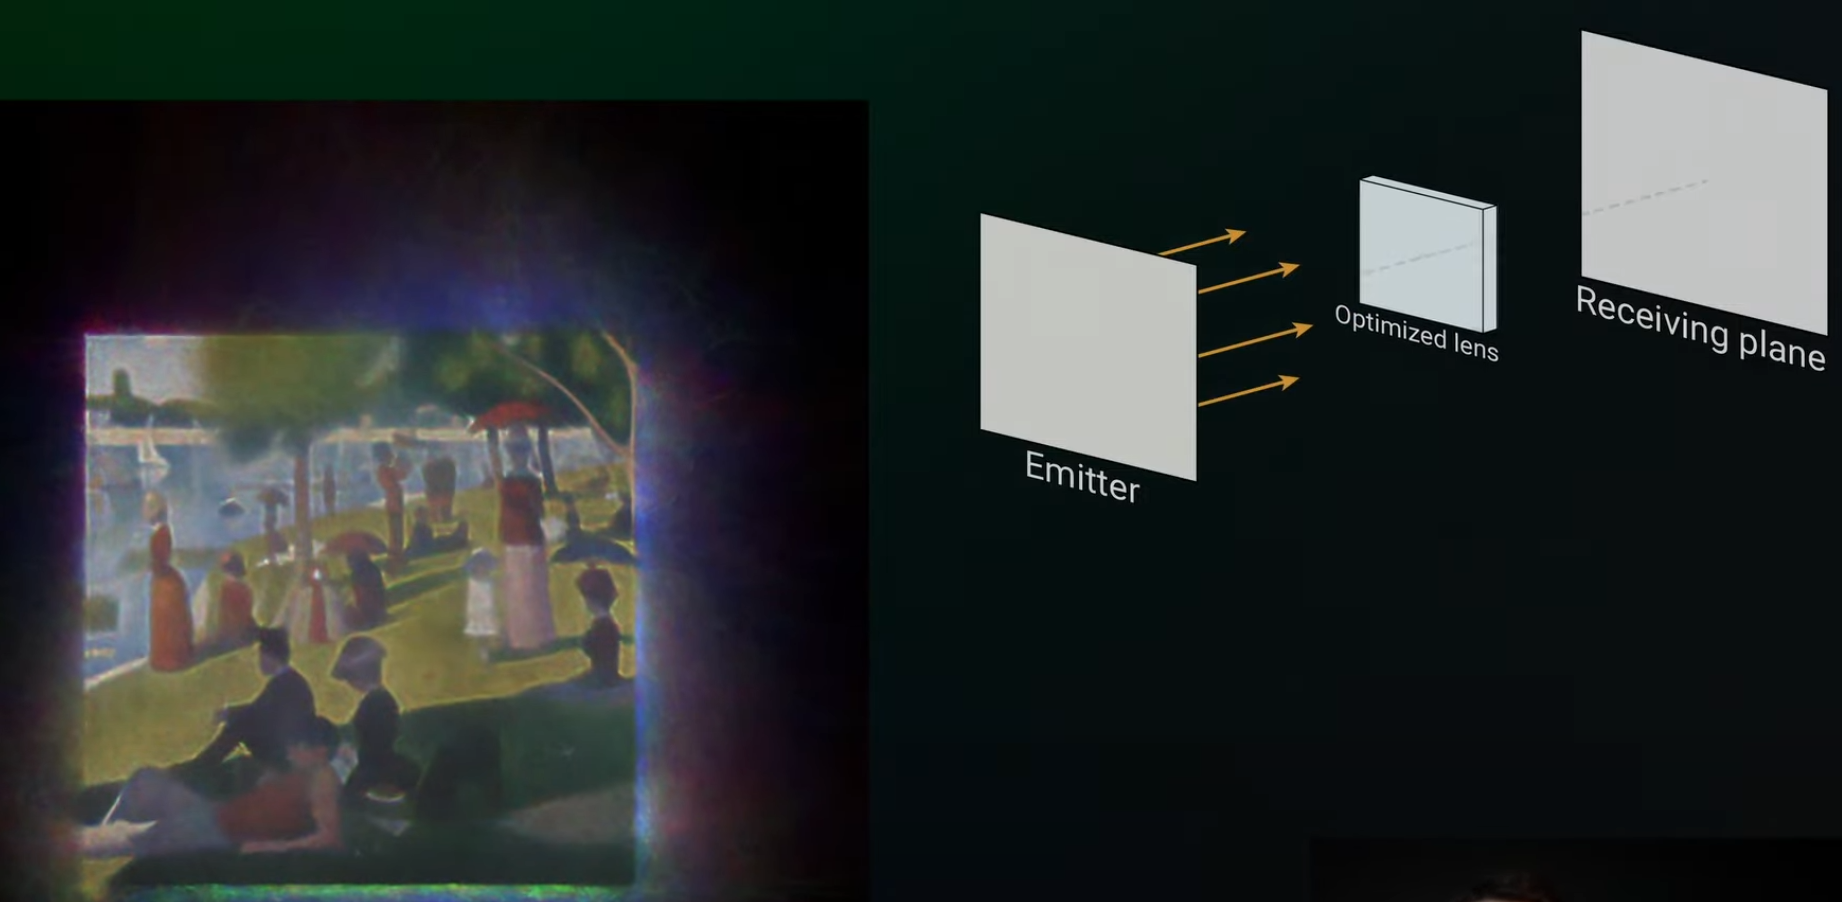 Emitter
Optimized lens
Receiving plane